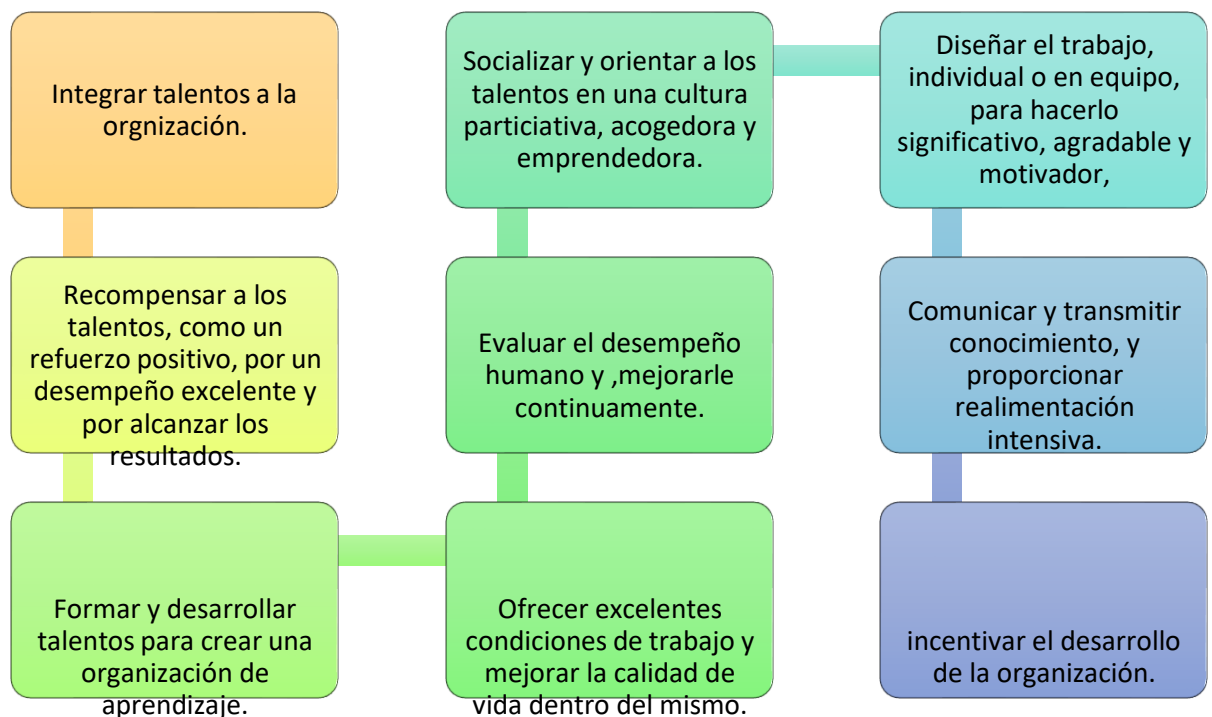 Integrar talentos a la
orgnización.
Recompensar a los
talentos, como un
refuerzo positivo, por un
desempeño excelente y
por alcanzar los
resultados.
Formar y desarrollar
talentos para crear una
organización de
aprendizaje.
Ofrecer excelentes
condiciones de trabajo y
mejorar la calidad de
vida dentro del mismo.
Evaluar el desempeño
humano y ,mejorarle
continuamente.
Socializar y orientar a los
talentos en una cultura
particiativa, acogedora y
emprendedora.
Diseñar el trabajo,
individual o en equipo,
para hacerlo
significativo, agradable y
motivador,
Comunicar y transmitir
conocimiento, y
proporcionar
realimentación
intensiva.
incentivar el desarrollo
de la organización.